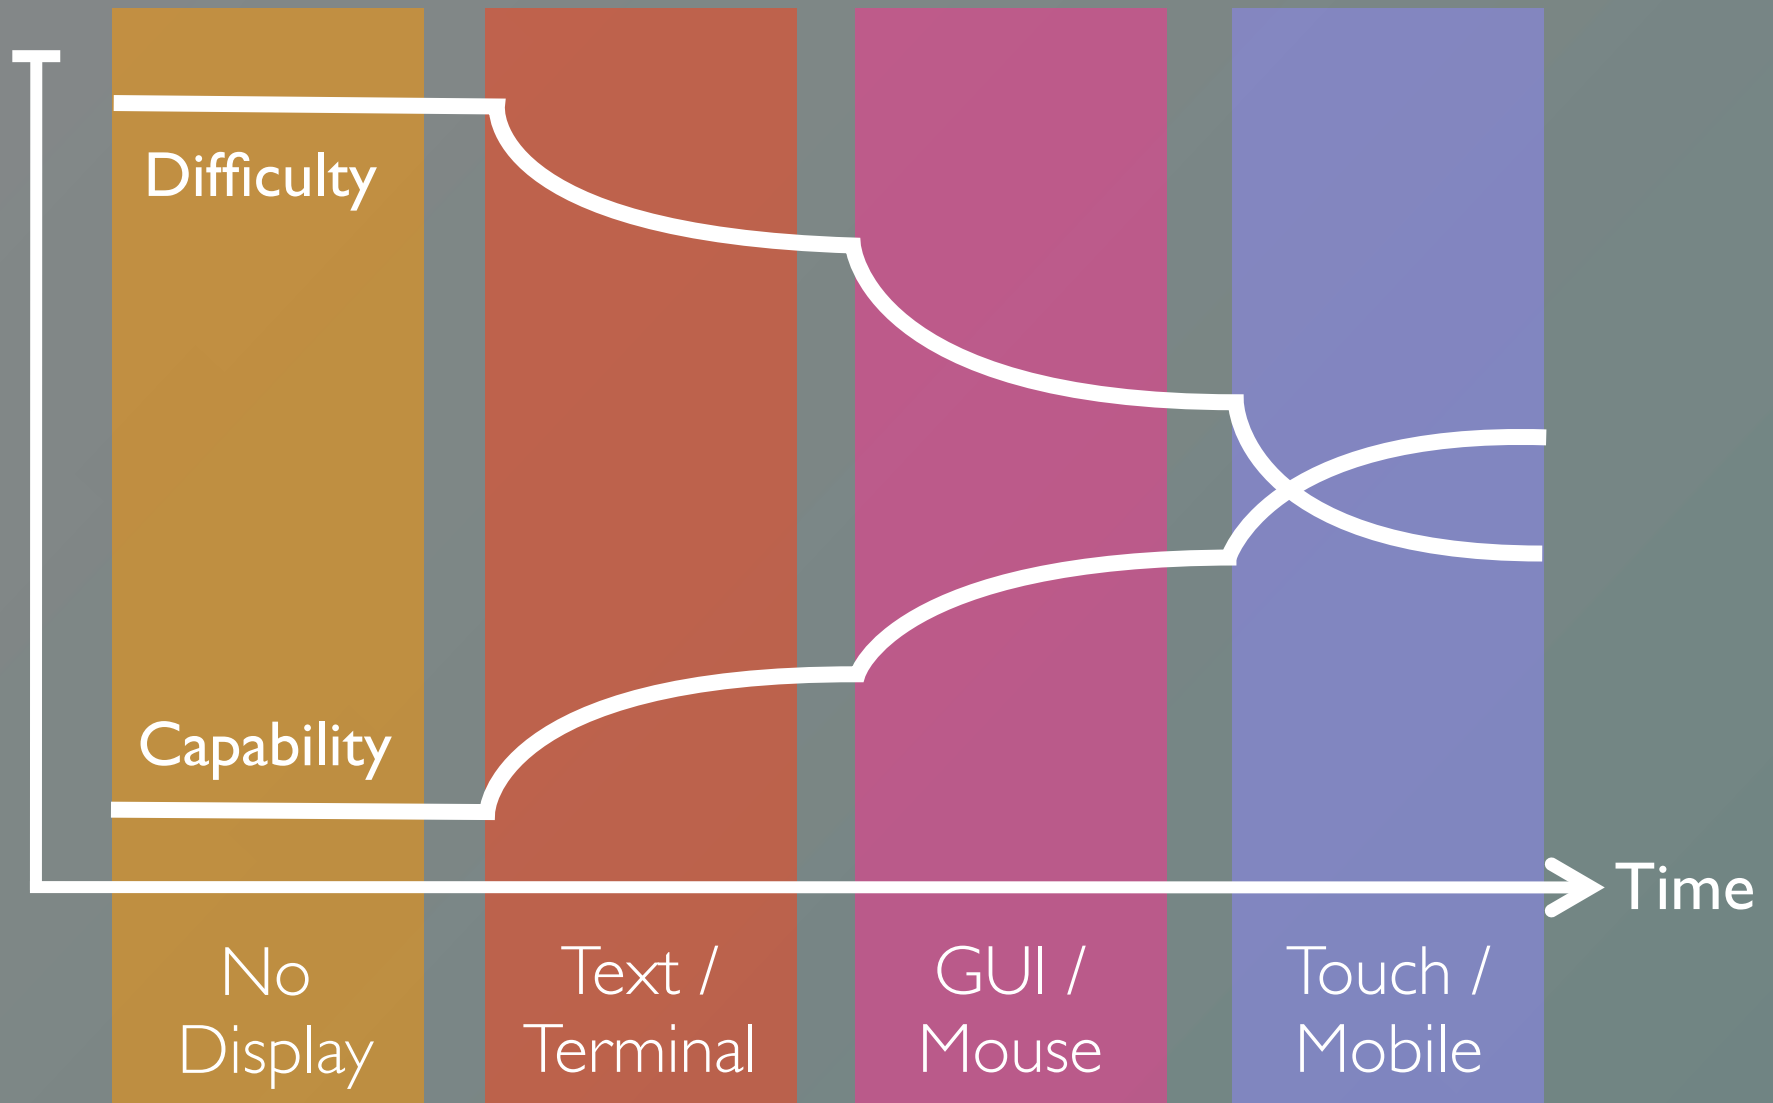 Difficulty
Capability
Time
No
Display
Text /
Terminal
GUI /
Mouse
Touch /
Mobile